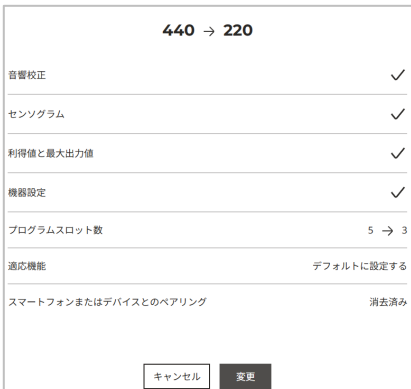 440 → 220
音響校正 ✓
センソグラム ✓
利得値と最大出力値 ✓
機器設定 ✓
プログラムスロット数 5 → 3
適応機能 デフォルトに設定する
スマートフォンまたはデバイスとのペアリング 消去済み
キャンセル 変更